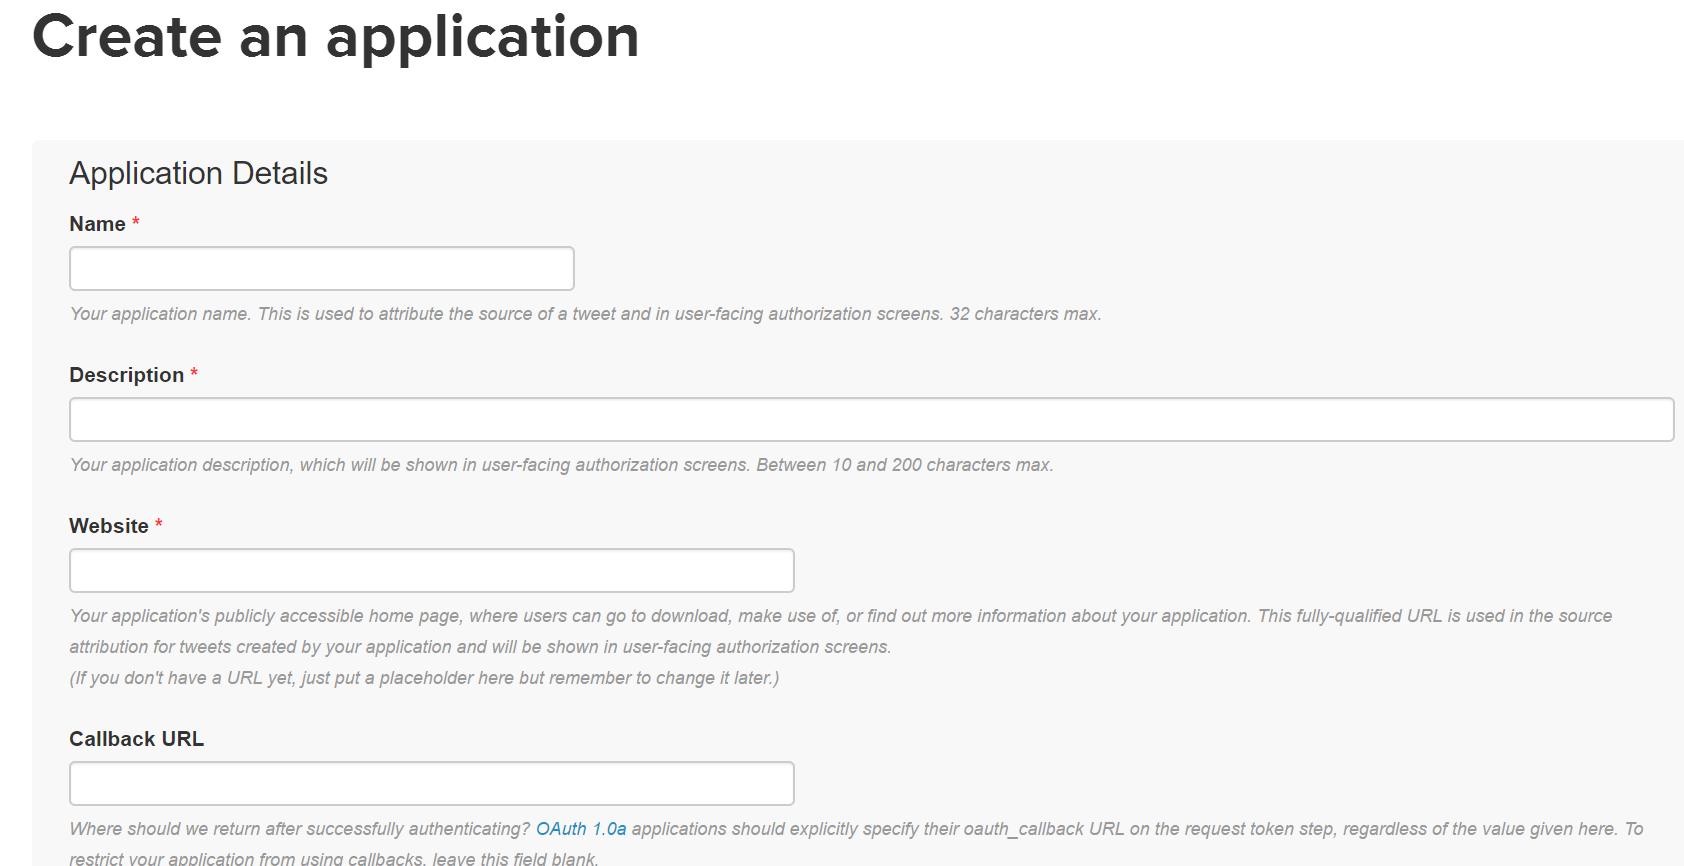 Create an application
Application Details
Name *
Your application name. This is used to attribute the source of a tweet and in user-facing authorization screens. 32 characters max.
Description *
Your application description, which will be shown in user-facing authorization screens. Between 10 and 200 characters max.
Website *
Your application's publicly accessible home page, where users can go to download, make use of, or find out more information about your application. This fully-qualified URL is used in the source
attribution for tweets created by your application and will be shown in user-facing authorization screens.
(If you don't have a URL yet, just put a placeholder here but remember to change it later.)
Callback URL
Where should we return after successfully authenticating? OAuth 1.0a applications should explicitly specify their oauth_callback URL on the request token step, regardless of the value given here. To
restrict your application from using callbacks, leave this field blank.